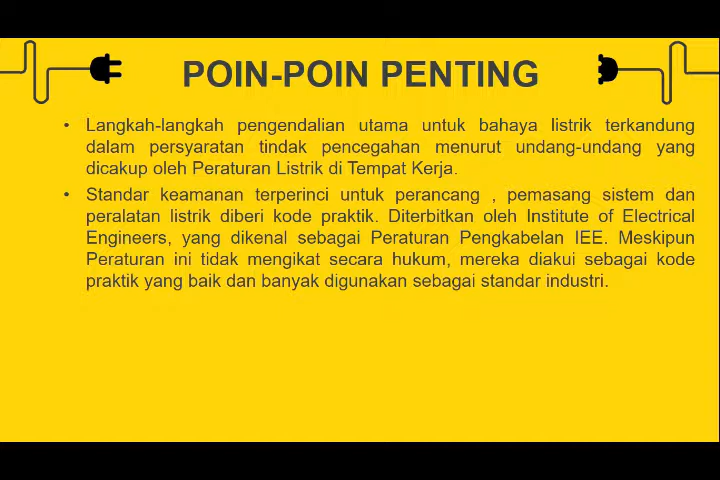 POIN-POIN PENTING
• Langkah-langkah pengendalian utama untuk bahaya listrik terkandung
dalam persyaratan tindak pencegahan menurut undang-undang yang
dicakup oleh Peraturan Listrik di Tempat Kerja.
• Standar keamanan terperinci untuk perancang , pemasang sistem dan
peralatan listrik diberi kode praktik. Diterbitkan oleh Institute of Electrical
Engineers, yang dikenal sebagai Peraturan Pengkabelan IEE. Meskipun
Peraturan ini tidak mengikat secara hukum, mereka diakui sebagai kode
praktik yang baik dan banyak digunakan sebagai standar industri.